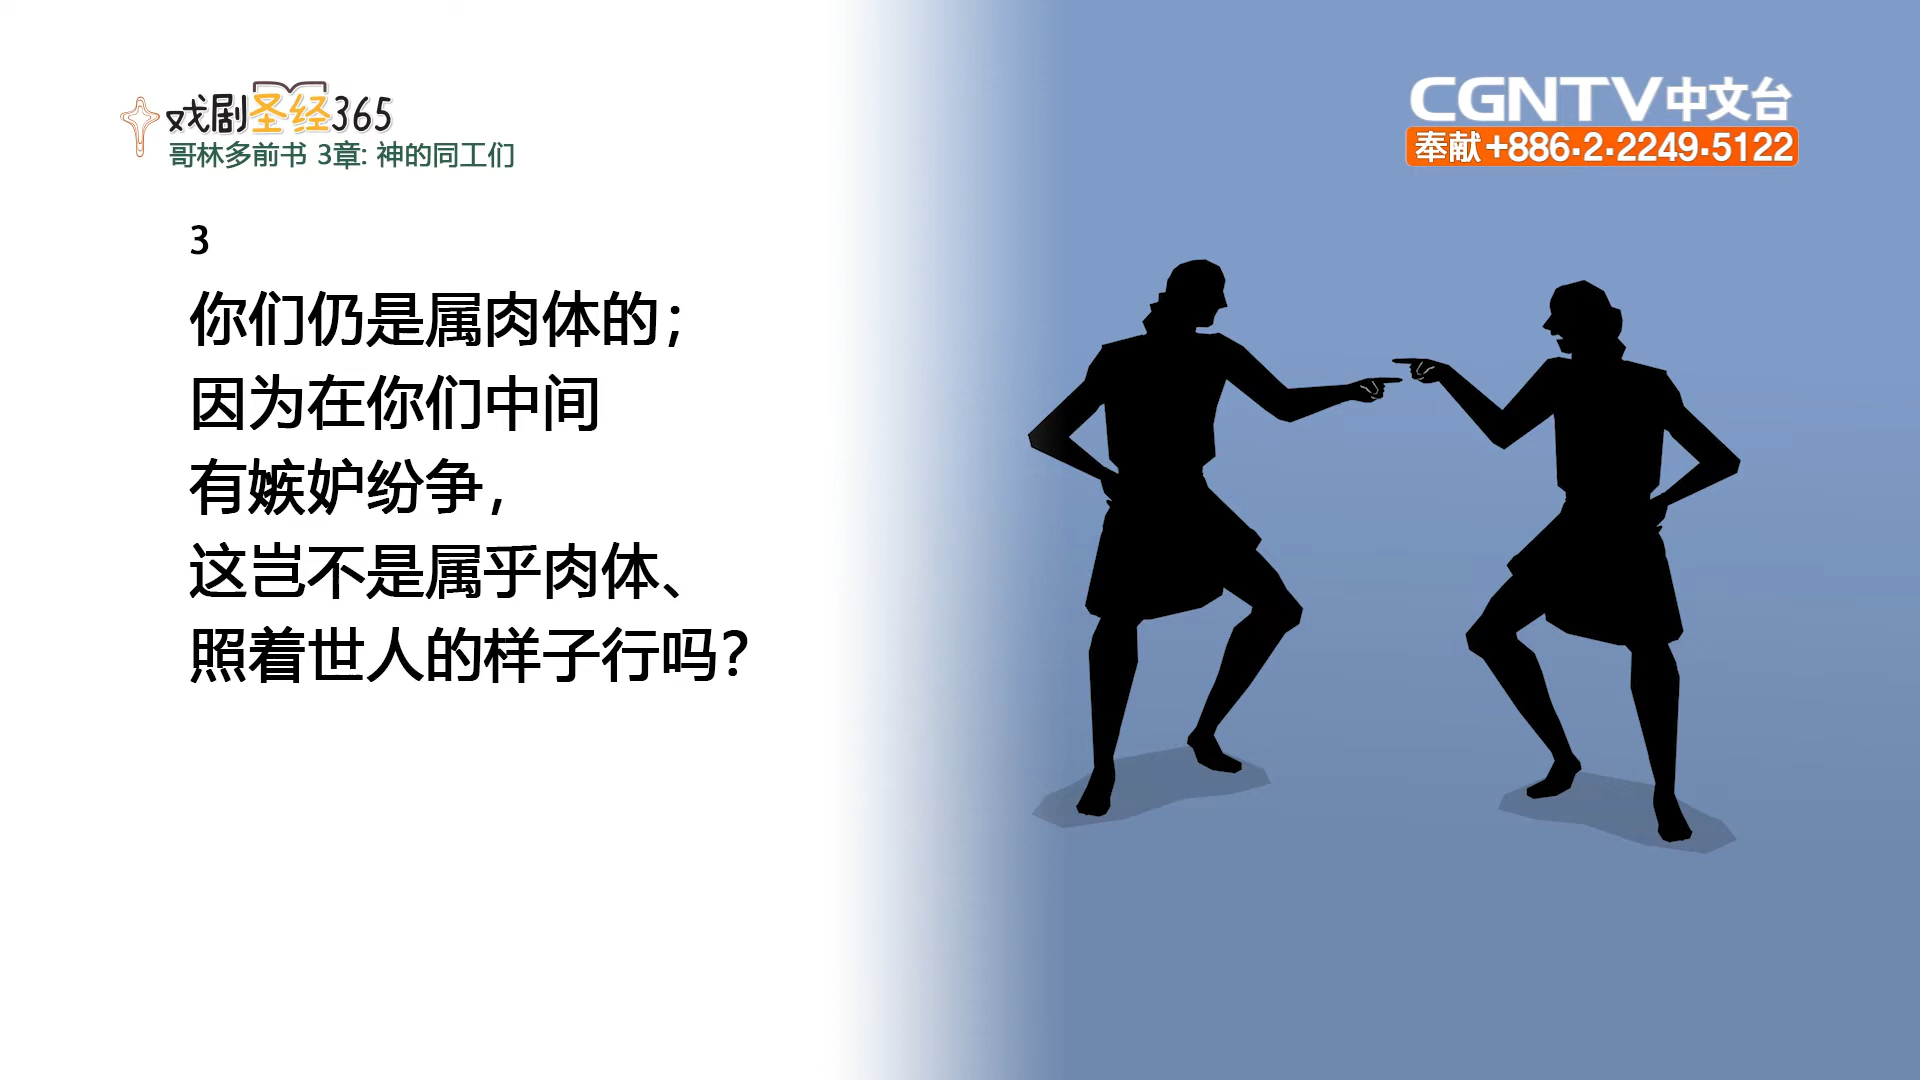 戏剧圣经365
哥林多前书 3章: 神的同工们
CGNTV中文台
奉献+886·2·2249·5122
3
你们仍是属肉体的；
因为在你们中间
有嫉妒纷争，
这岂不是属乎肉体、
照着世人的样子行吗？